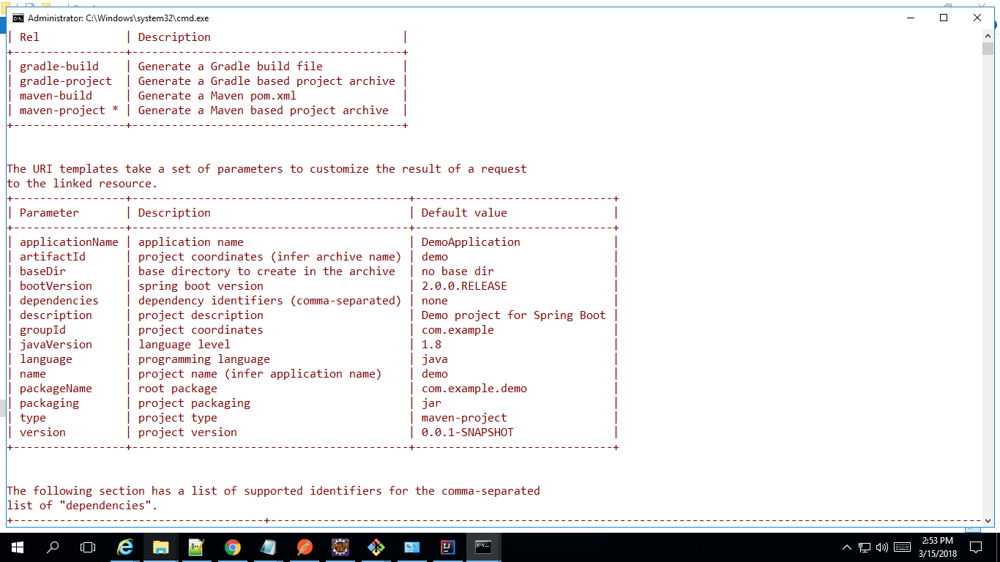 Administrator: C:\Windows\system32\cmd.exe
| Rel | Description |
+-----------------+-----------------------------------------+
| gradle-build | Generate a Gradle build file |
| gradle-project | Generate a Gradle based project archive |
| maven-build | Generate a Maven pom.xml |
| maven-project * | Generate a Maven based project archive |
+-----------------+-----------------------------------------+
The URI templates take a set of parameters to customize the result of a request
to the linked resource.
+-----------------+------------------------------------------+------------------------------+
| Parameter | Description | Default value |
+-----------------+------------------------------------------+------------------------------+
| applicationName | application name | DemoApplication |
| artifactId | project coordinates (infer archive name) | demo |
| baseDir | base directory to create in the archive | no base dir |
| bootVersion | spring boot version | 2.0.0.RELEASE |
| dependencies | dependency identifiers (comma-separated) | none |
| description | project description | Demo project for Spring Boot |
| groupId | project coordinates | com.example |
| javaVersion | language level | 1.8 |
| language | programming language | java |
| name | project name (infer application name) | demo |
| packageName | root package | com.example.demo |
| packaging | project packaging | jar |
| type | project type | maven-project |
| version | project version | 0.0.1-SNAPSHOT |
+-----------------+------------------------------------------+------------------------------+
The following section has a list of supported identifiers for the comma-separated
list of "dependencies".
2:53 PM
3/15/2018